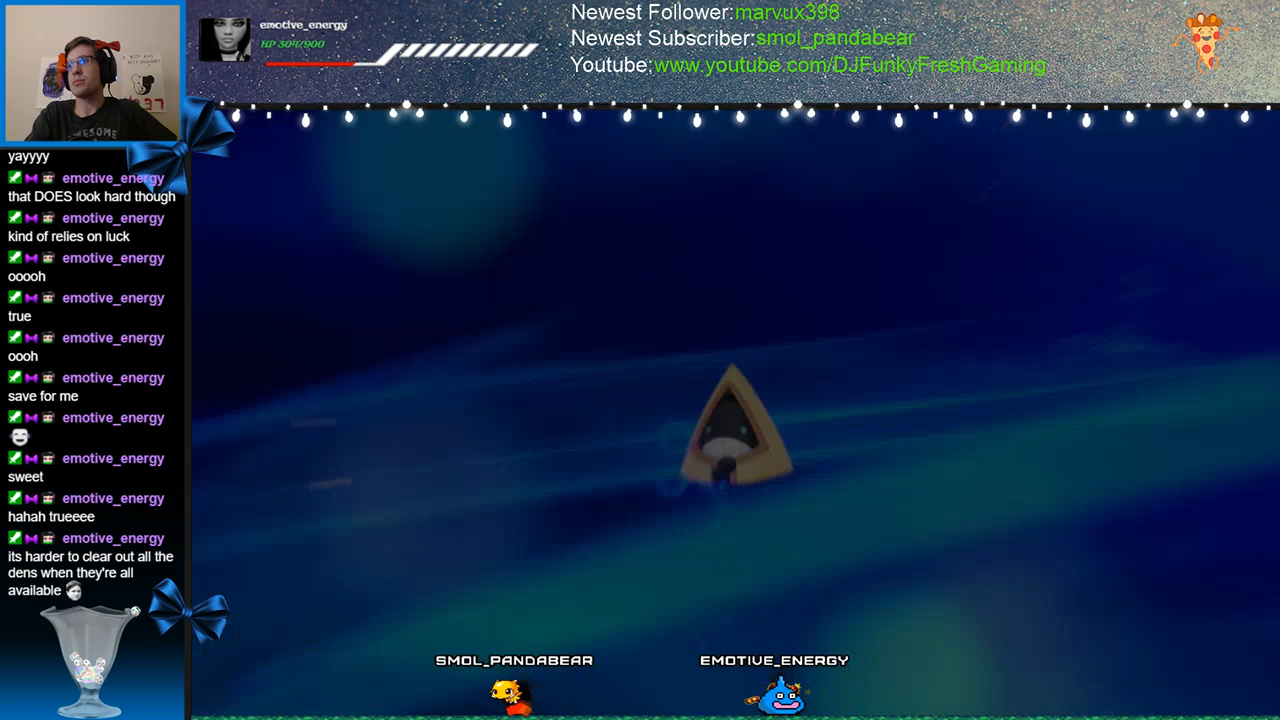 emotive_energy
HP 304/900
Newest Follower:marvux398
Newest Subscriber:smol_pandabear
Youtube;www.youtube.com/DJFunkyFreshGaming
yayyyy
emotive_energy
that DOES look hard though
emotive_energy
kind of relies on luck
emotive_energy
ooooh
emotive_energy
true
emotive_energy
oooh
emotive_energy
save for me
emotive_energy
emotive_energy
sweet
emotive_energy
hahah trueeee
emotive_energy
its harder to clear out all the
dens when they're all
available
SMOL_PANDABEAR
EMOTIVE_ENERGY